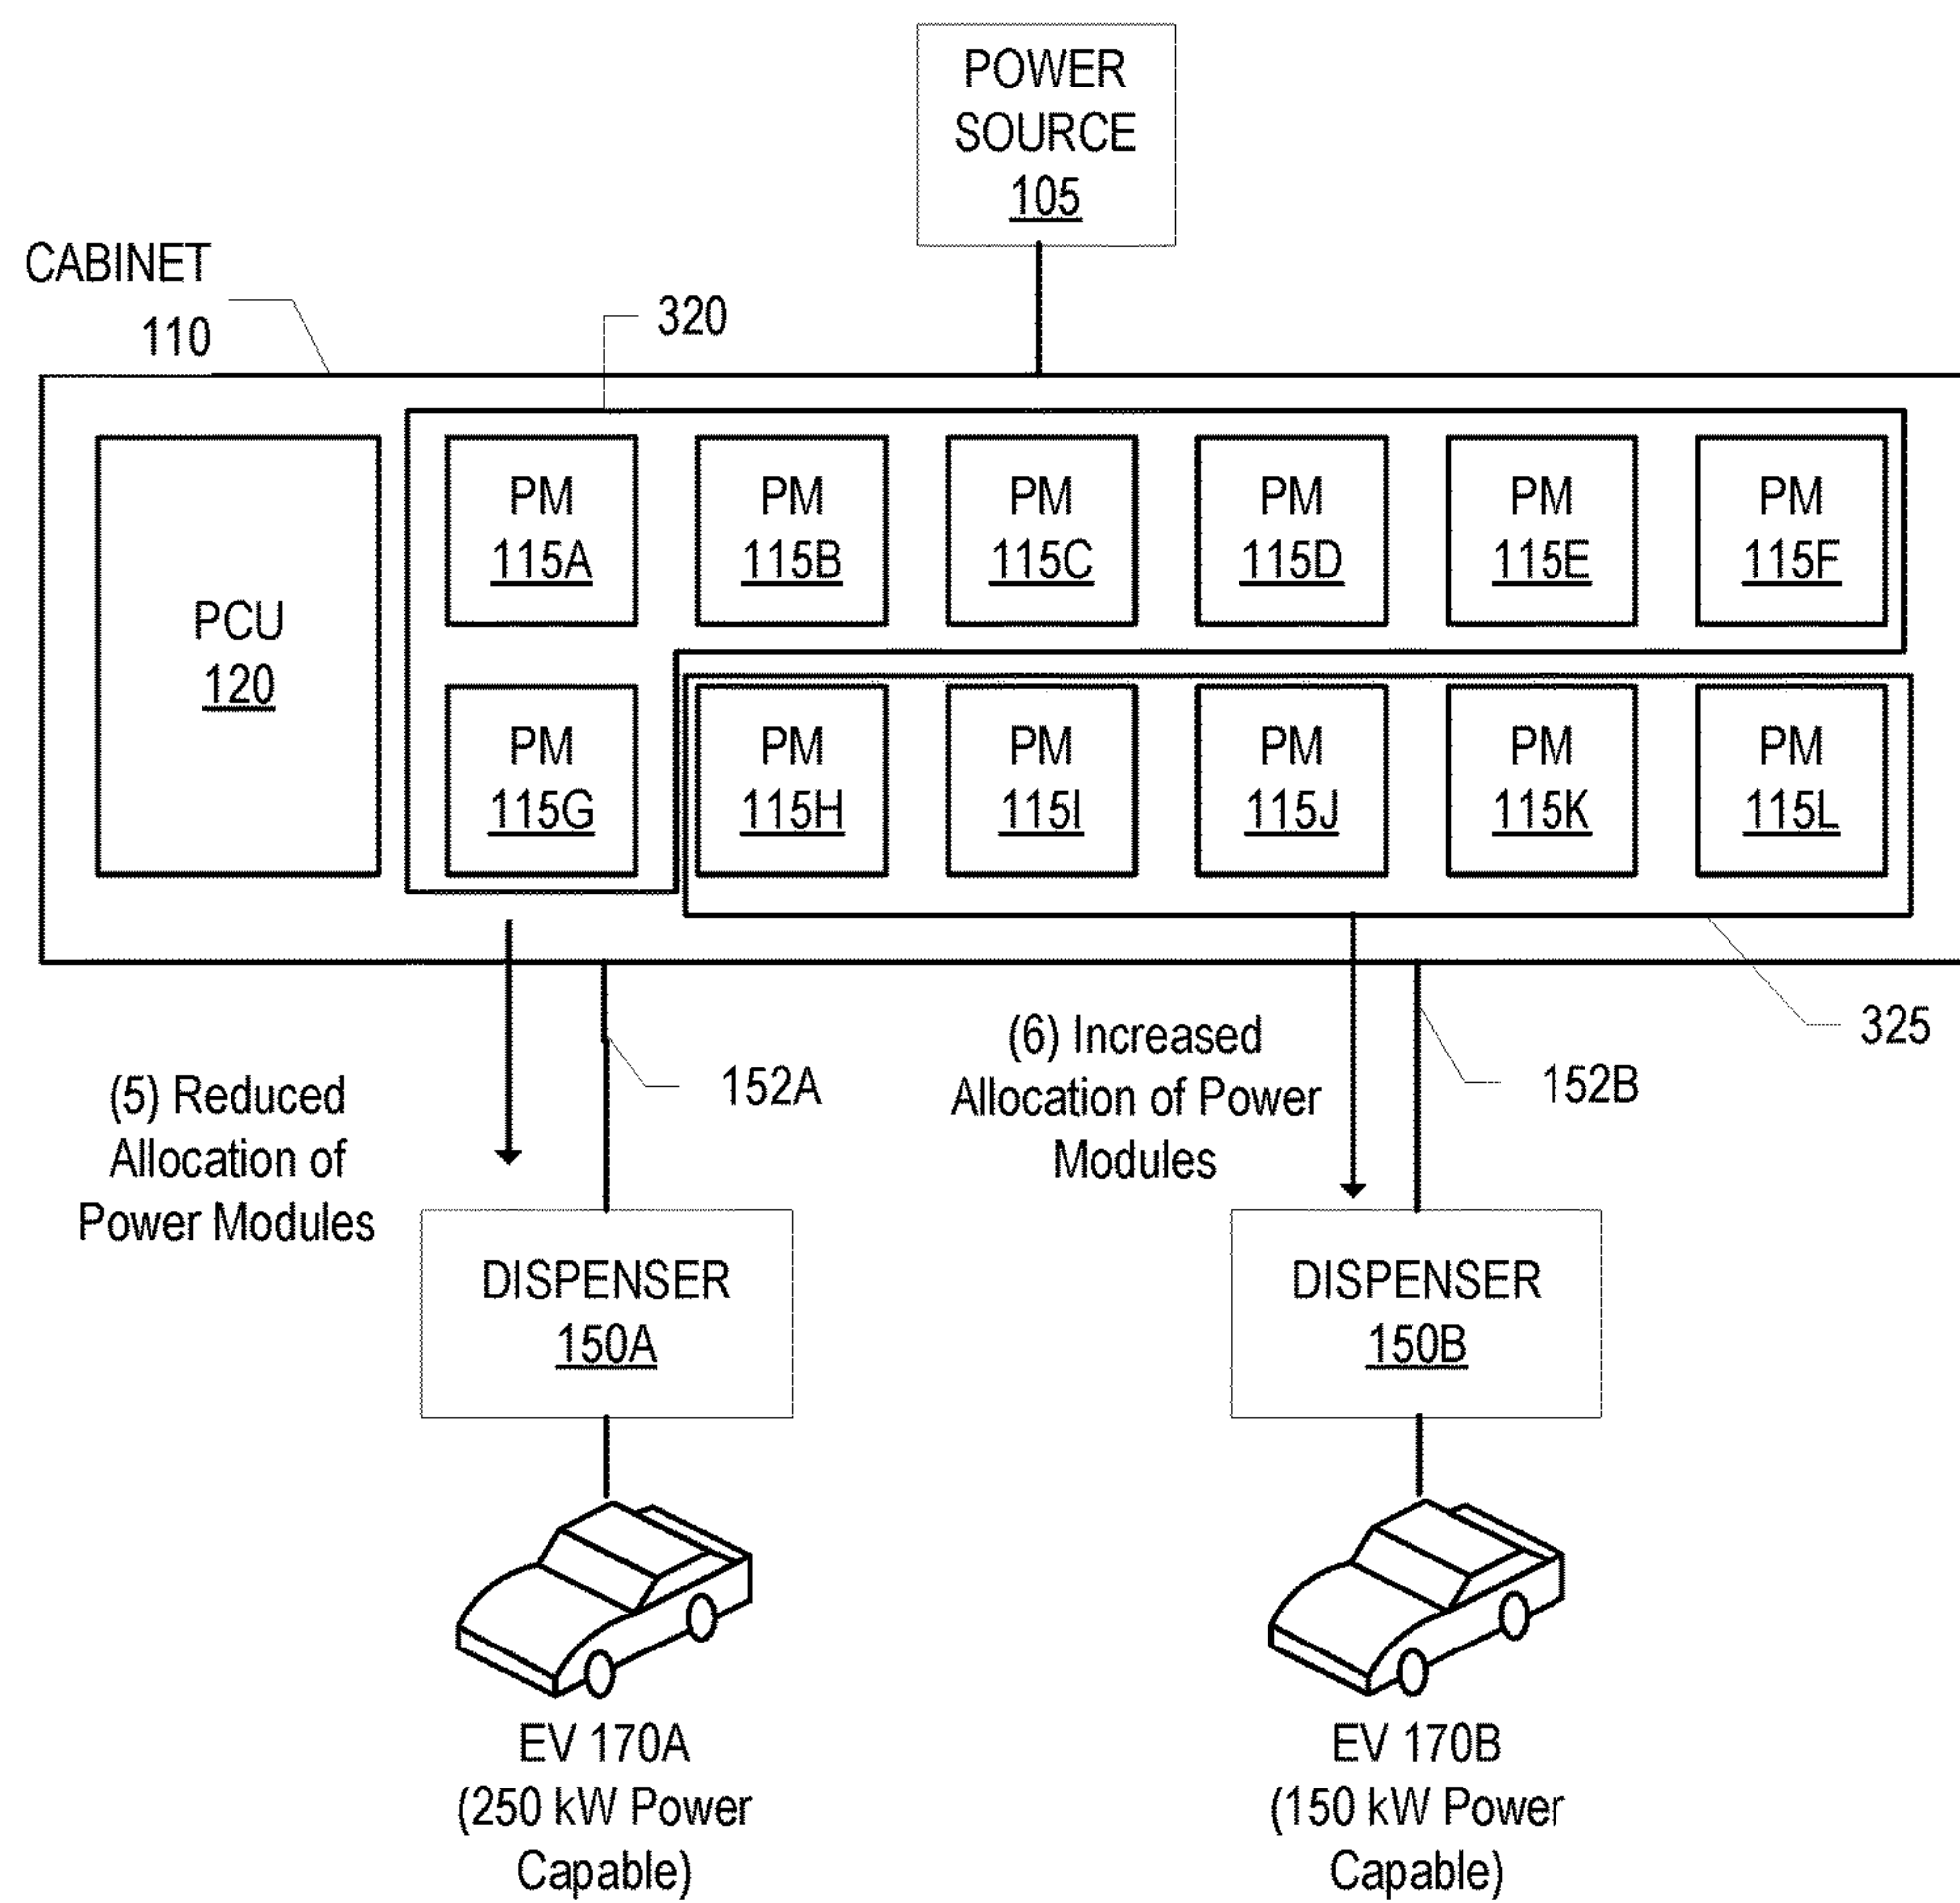 POWER
SOURCE
105
CABINET
110
320
PCU
120
PM
115A
PM
115B
PM
115C
PM
115D
PM
115E
PM
115F
PM
115G
PM
115H
PM
115I
PM
115J
PM
115K
PM
115L
325
(5) Reduced
Allocation of
Power Modules
152A
(6) Increased
Allocation of Power
Modules
152B
DISPENSER
150A
DISPENSER
150B
EV 170A
(250 kW Power
Capable)
EV 170B
(150 kW Power
Capable)